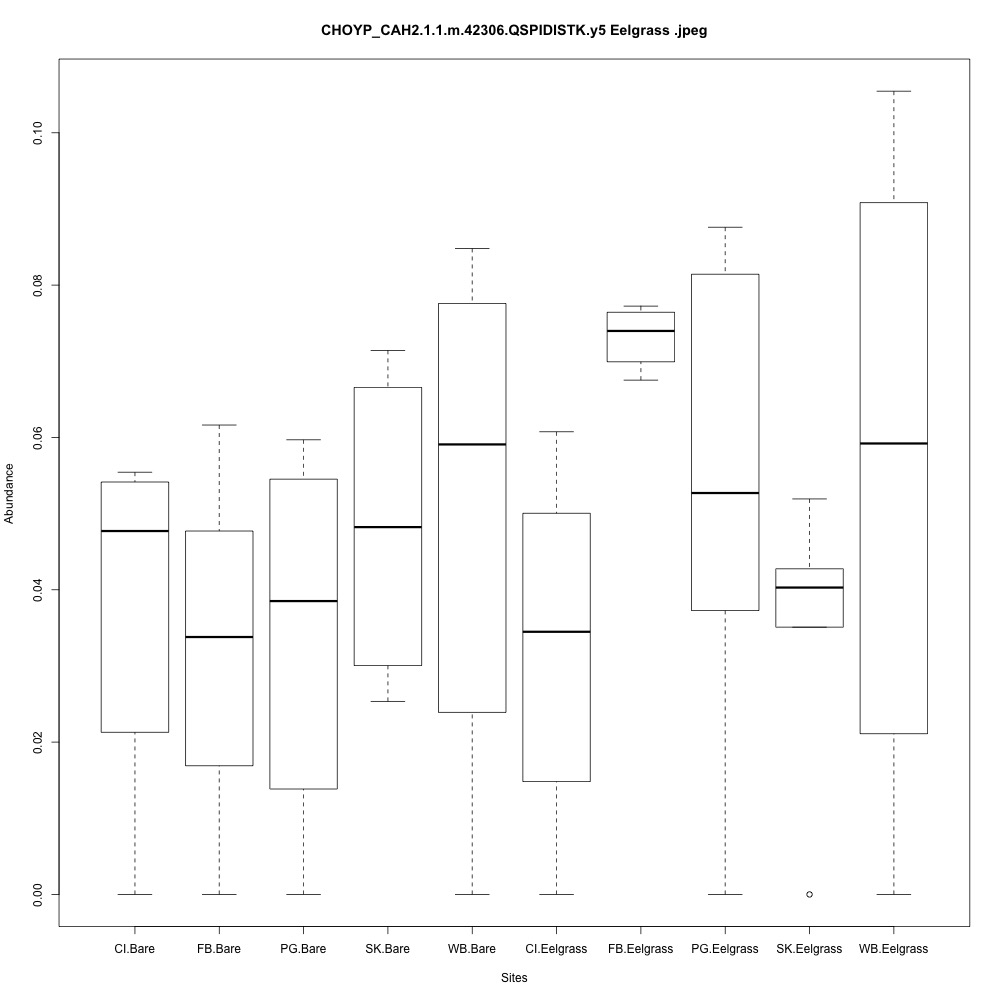 CHOYP_CAH2.1.1.m.42306.QSPIDISTK.y5 Eelgrass .jpeg
Abundance
0.10
0.08
0.06
0.04
0.02
0.00
CI.Bare FB.Bare PG.Bare SK.Bare WB.Bare CI.Eelgrass FB.Eelgrass PG.Eelgrass SK.Eelgrass WB.Eelgrass
Sites